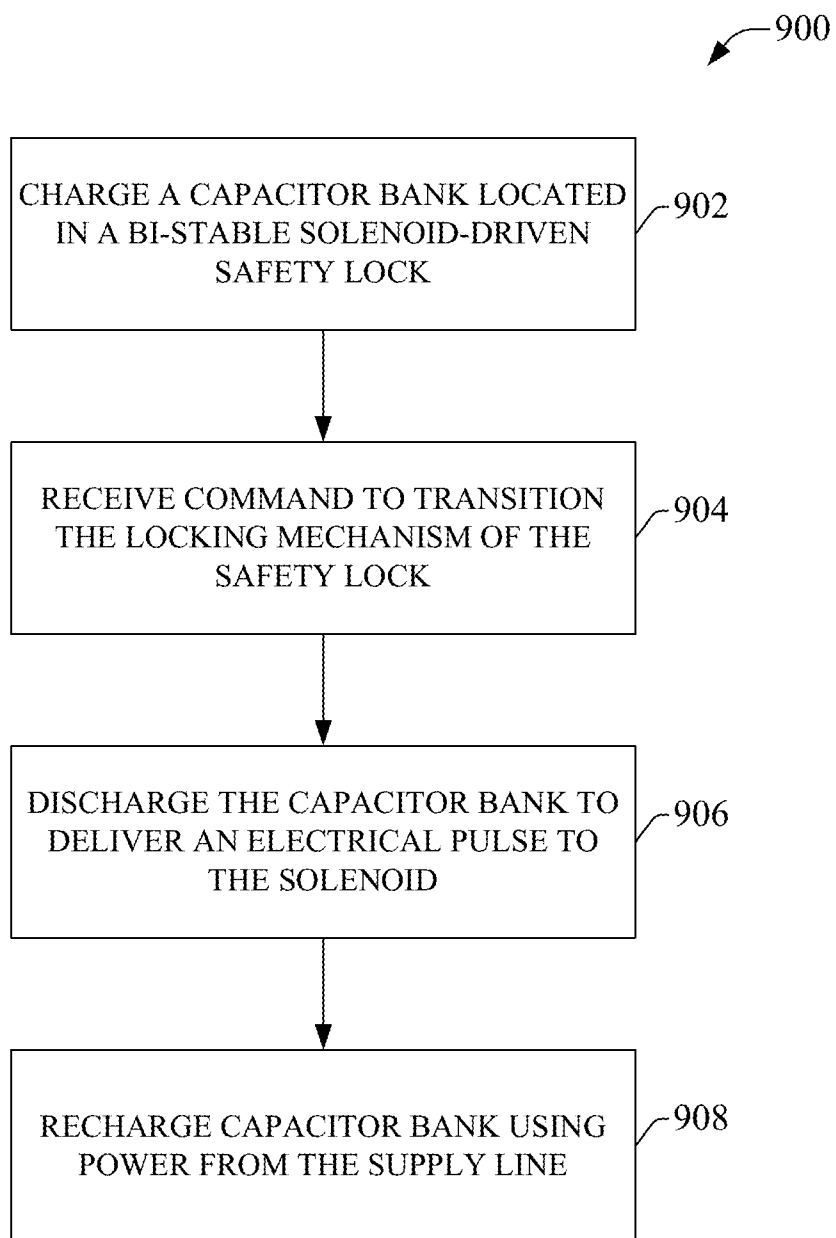 900
CHARGE A CAPACITOR BANK LOCATED
IN A BI-STABLE SOLENOID-DRIVEN
SAFETY LOCK
902
RECEIVE COMMAND TO TRANSITION
THE LOCKING MECHANISM OF THE
SAFETY LOCK
904
DISCHARGE THE CAPACITOR BANK TO
DELIVER AN ELECTRICAL PULSE TO
THE SOLENOID
906
RECHARGE CAPACITOR BANK USING
POWER FROM THE SUPPLY LINE
908